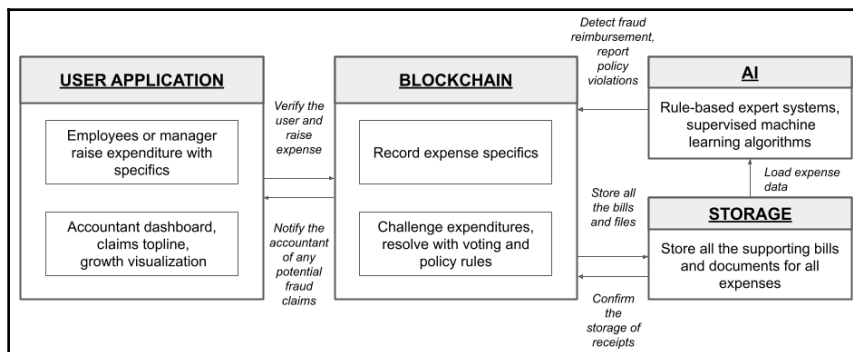 USER APPLICATION
Employees or manager
raise expenditure with
specifics
Accountant dashboard,
claims topline,
growth visualization
Verify the
user and
raise
expense
Notify the
accountant
of any
potential
fraud
claims
BLOCKCHAIN
Record expense specifics
Challenge expenditures,
resolve with voting and
policy rules
Detect fraud
reimbursement,
report
policy
violations
Store all
the bills
and files
Confirm
the
storage of
receipts
AI
Rule-based expert systems,
supervised machine
learning algorithms
Load expense
data
STORAGE
Store all the supporting bills
and documents for all
expenses